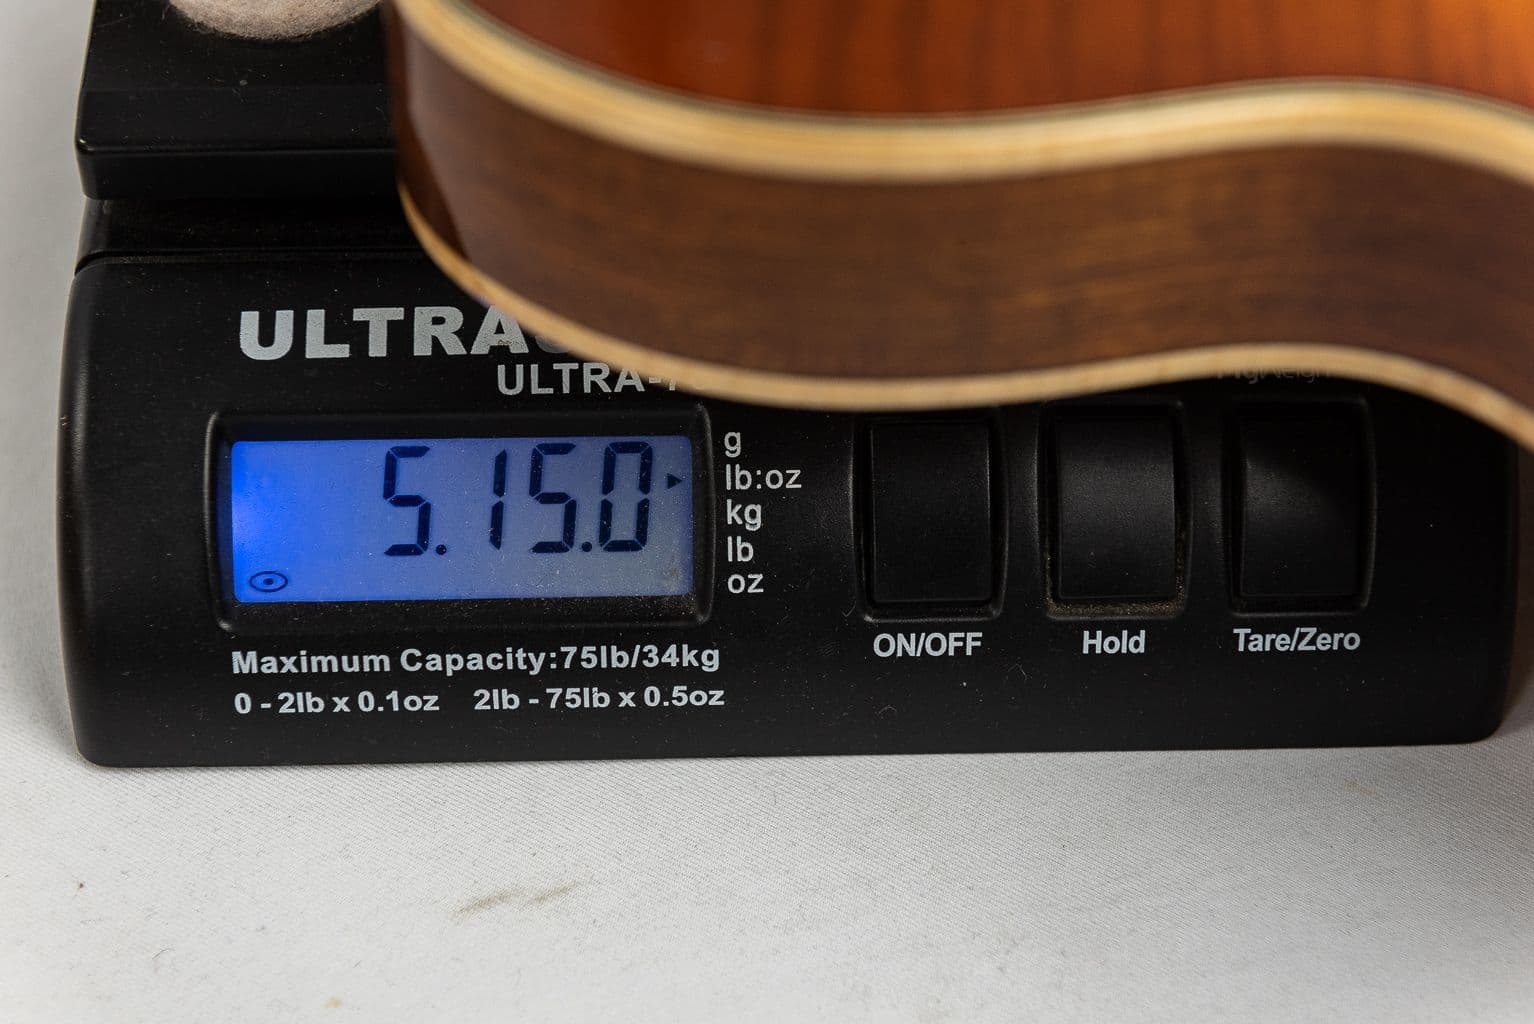 ULTRA
ULTRA-7
5.15.0
g
lb:oz
kg
lb
oz
Maximum Capacity:75lb/34kg
0 - 2lb x 0.1oz 2lb - 75lb x 0.5oz
ON/OFF
Hold
Tare/Zero